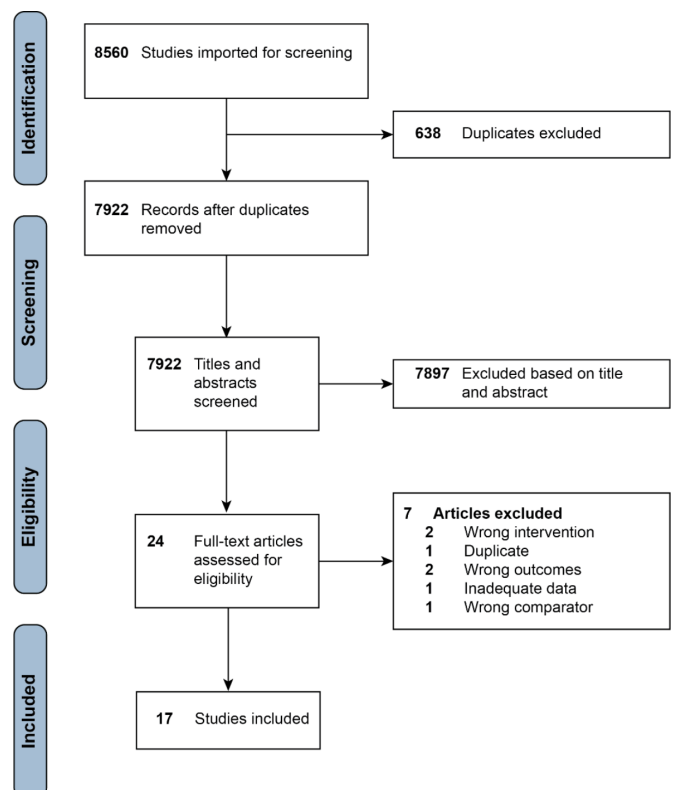 Identification
8560 Studies imported for screening
638 Duplicates excluded
7922 Records after duplicates
removed
Screening
7922 Titles and
abstracts
screened
7897 Excluded based on title
and abstract
Eligibility
24 Full-text articles
assessed for
eligibility
7 Articles excluded
2 Wrong intervention
1 Duplicate
2 Wrong outcomes
1 Inadequate data
1 Wrong comparator
Included
17 Studies included